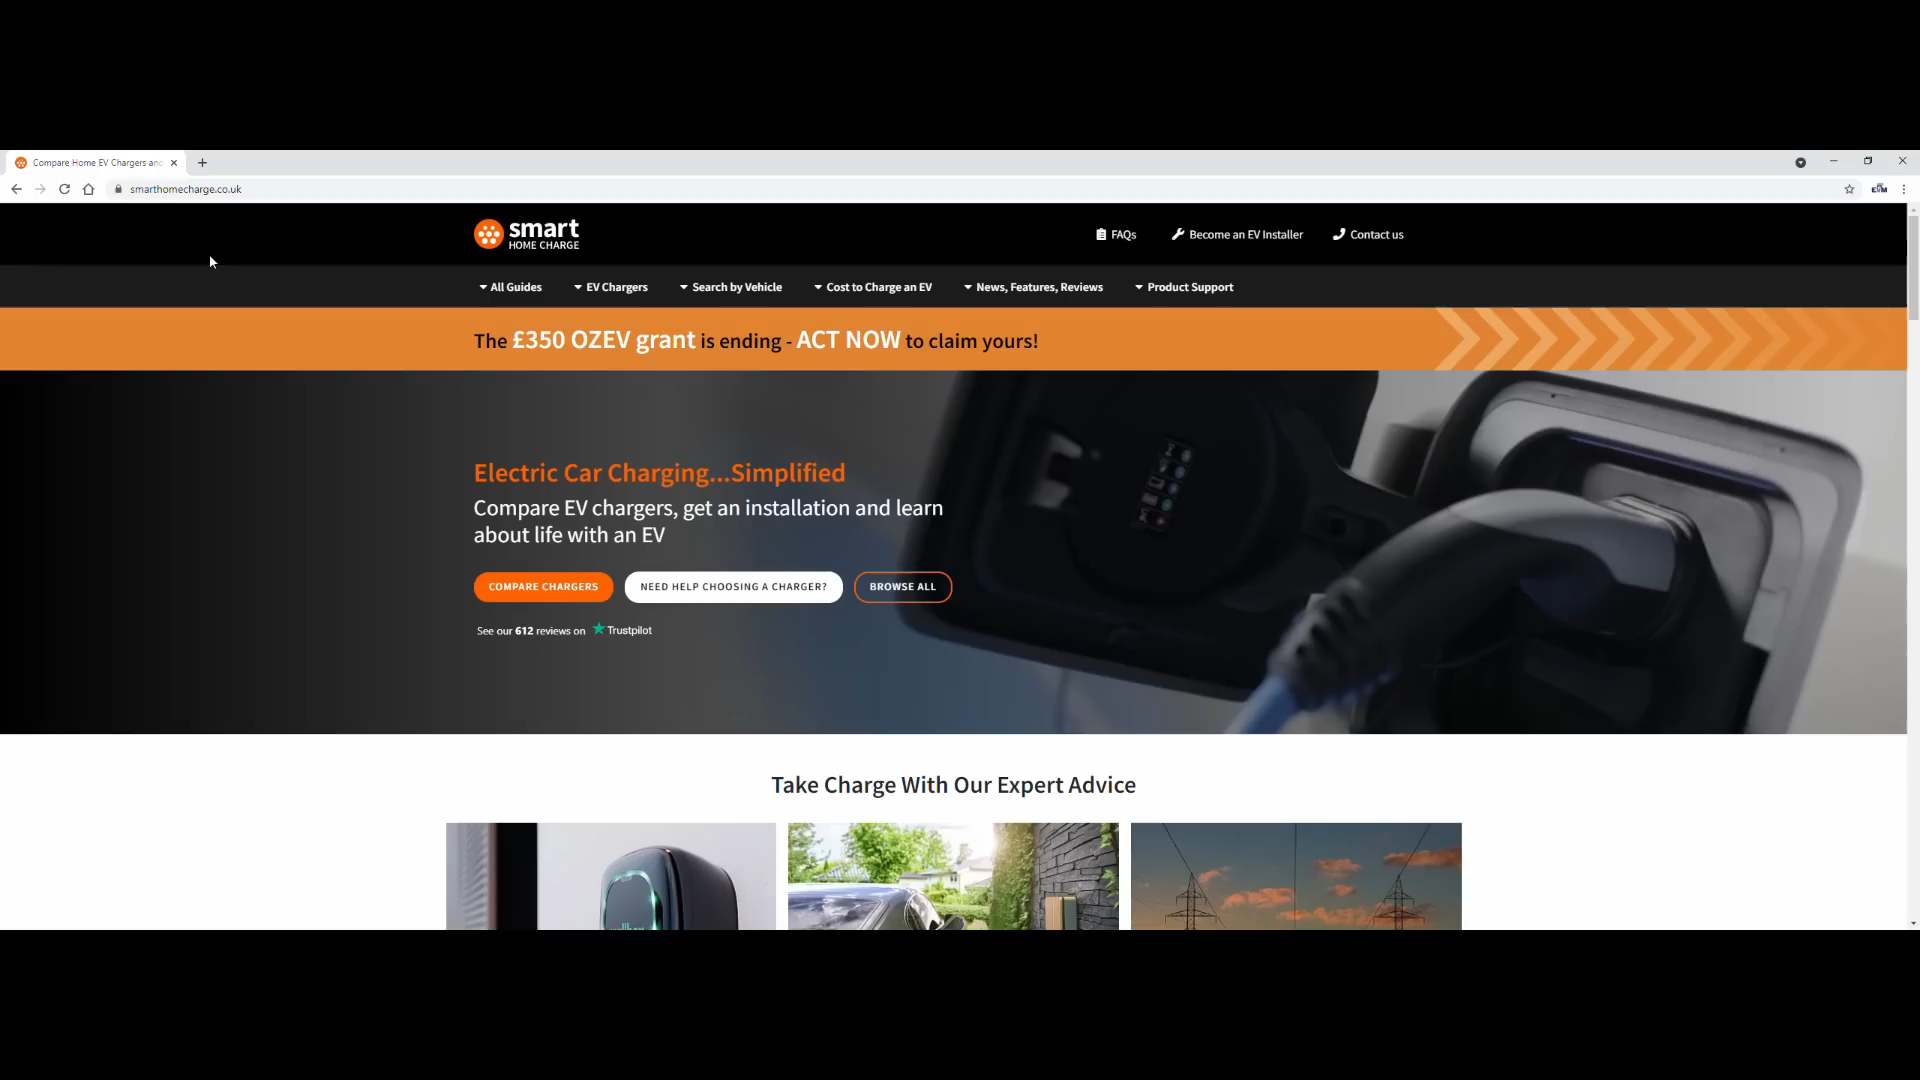 Compare Home EV Chargers and
smarthomecharge.co.uk
EVM
smart
HOME CHARGE
FAQs
Become an EV Installer
Contact us
All Guides
EV Chargers
Search by Vehicle
Cost to Charge an EV
News, Features, Reviews
Product Support
The £350 OZEV grant is ending - ACT NOW to claim yours!
Electric Car Charging...Simplified
Compare EV chargers, get an installation and learn
about life with an EV
COMPARE CHARGERS
NEED HELP CHOOSING A CHARGER?
BROWSE ALL
See our 612 reviews on Trustpilot
Take Charge With Our Expert Advice